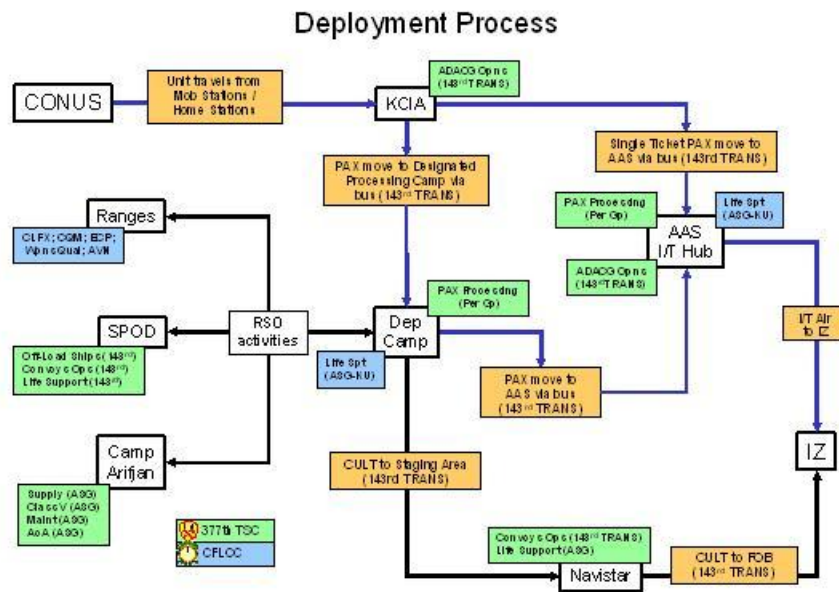 Deployment Process
CONUS
Unit travels from
Mob Stations /
Home Stations
KCIA
ADACG Opns
(143rd TRANS)
PAX move to Designated
Processing Camp via
bus (143rd TRANS)
Single Ticket PAX move to
AAS via bus (143rd TRANS)
PAX Processing
(Per Gp)
Life Spt
(ASG-KU)
AAS
I/T Hub
ADACG Opns
(143rd TRANS)
Ranges
CLFX; CQM; EOP;
WpnsQual; AVN
SPOD
Off-Load Ships (143rd)
Convoys Ops (143rd)
Life Support (143rd)
RSO
activities
Dep
Camp
PAX Processing
(Per Gp)
Life Spt
(ASG-KU)
PAX move to
AAS via bus
(143rd TRANS)
I/T Air
to IZ
IZ
Camp
Arifjan
Supply (ASG)
Class V (ASG)
Maint (ASG)
AoA (ASG)
CULT to Staging Area
(143rd TRANS)
377th TSC
CFLCC
Convoys Ops (143rd TRANS)
Life Support (ASG)
Navistar
CULT to FOB
(143rd TRANS)